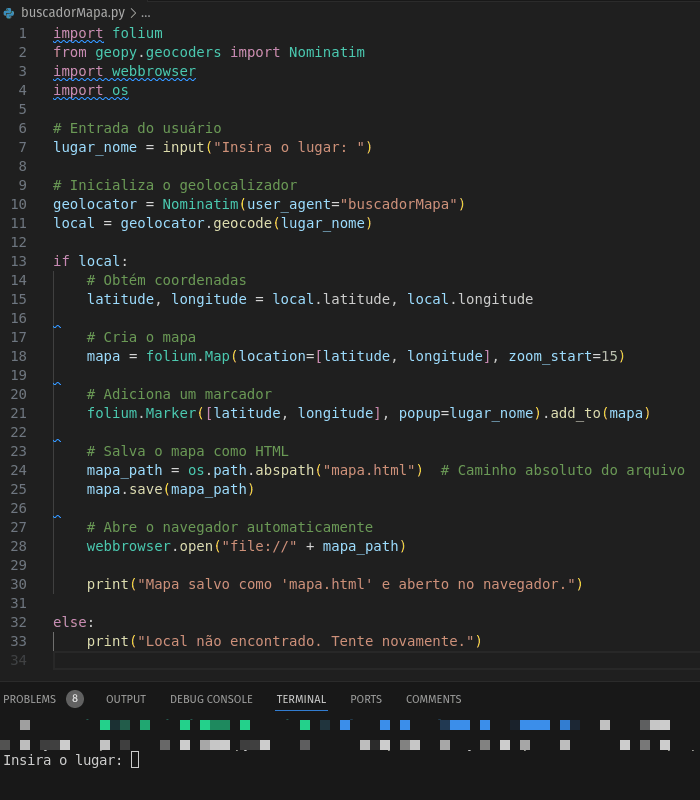 buscadorMapa.py > ...
1 import folium
2 from geopy.geocoders import Nominatim
3 import webbrowser
4 import os
5
6 # Entrada do usuário
7 lugar_nome = input("Insira o lugar: ")
8
9 # Inicializa o geolocalizador
10 geolocator = Nominatim(user_agent="buscadorMapa")
11 local = geolocator.geocode(lugar_nome)
12
13 if local:
14     # Obtém coordenadas
15     latitude, longitude = local.latitude, local.longitude
16
17     # Cria o mapa
18     mapa = folium.Map(location=[latitude, longitude], zoom_start=15)
19
20     # Adiciona um marcador
21     folium.Marker([latitude, longitude], popup=lugar_nome).add_to(mapa)
22
23     # Salva o mapa como HTML
24     mapa_path = os.path.abspath("mapa.html")  # Caminho absoluto do arquivo
25     mapa.save(mapa_path)
26
27     # Abre o navegador automaticamente
28     webbrowser.open("file://" + mapa_path)
29
30     print("Mapa salvo como 'mapa.html' e aberto no navegador.")
31
32 else:
33     print("Local não encontrado. Tente novamente.")
34
PROBLEMS 8 OUTPUT DEBUG CONSOLE TERMINAL PORTS COMMENTS
Insira o lugar: